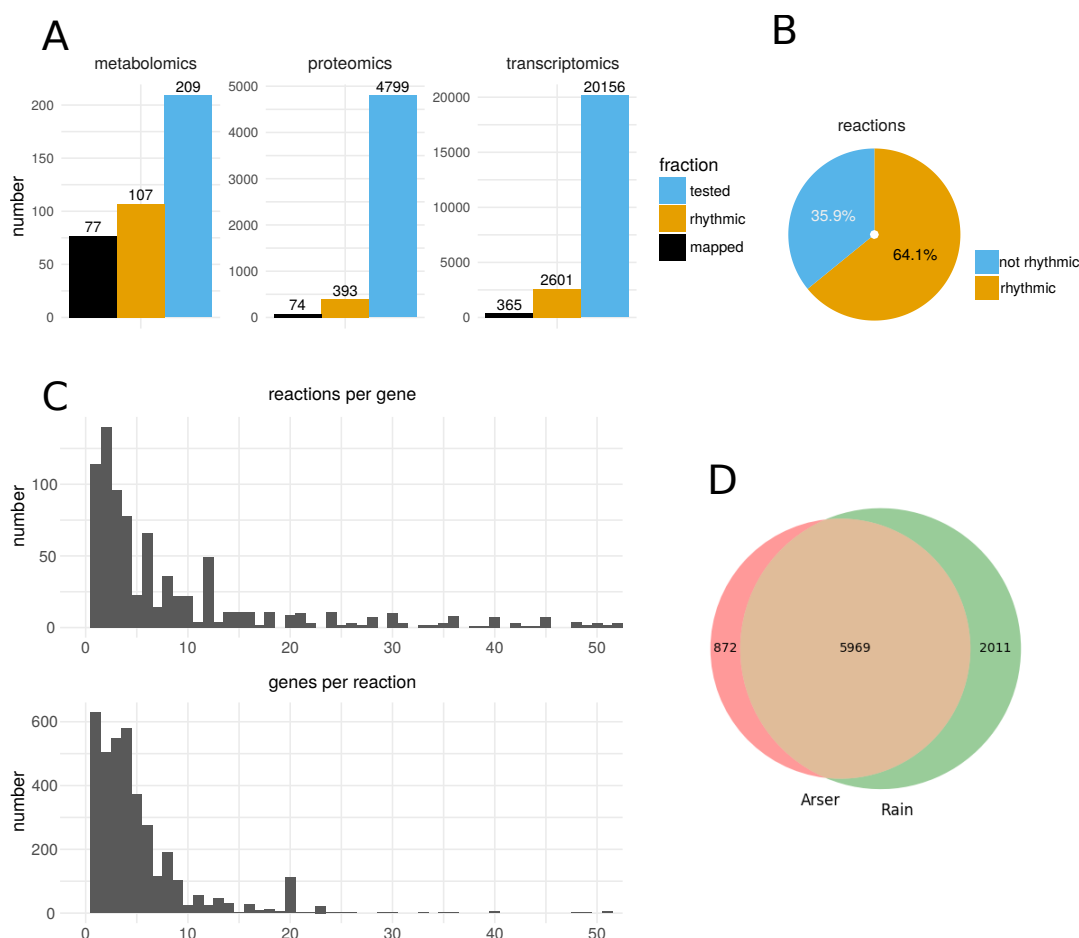 A
metabolomics
proteomics
transcriptomics
number
200
150
100
50
0
77
107
209
5000
4000
3000
2000
1000
0
74
393
4799
20000
15000
10000
5000
0
365
2601
20156
fraction
tested
rhythmic
mapped
B
reactions
35.9%
64.1%
not rhythmic
rhythmic
C
reactions per gene
number
100
50
0
0 10 20 30 40 50
genes per reaction
number
600
400
200
0
0 10 20 30 40 50
D
872
5969
2011
Arser
Rain